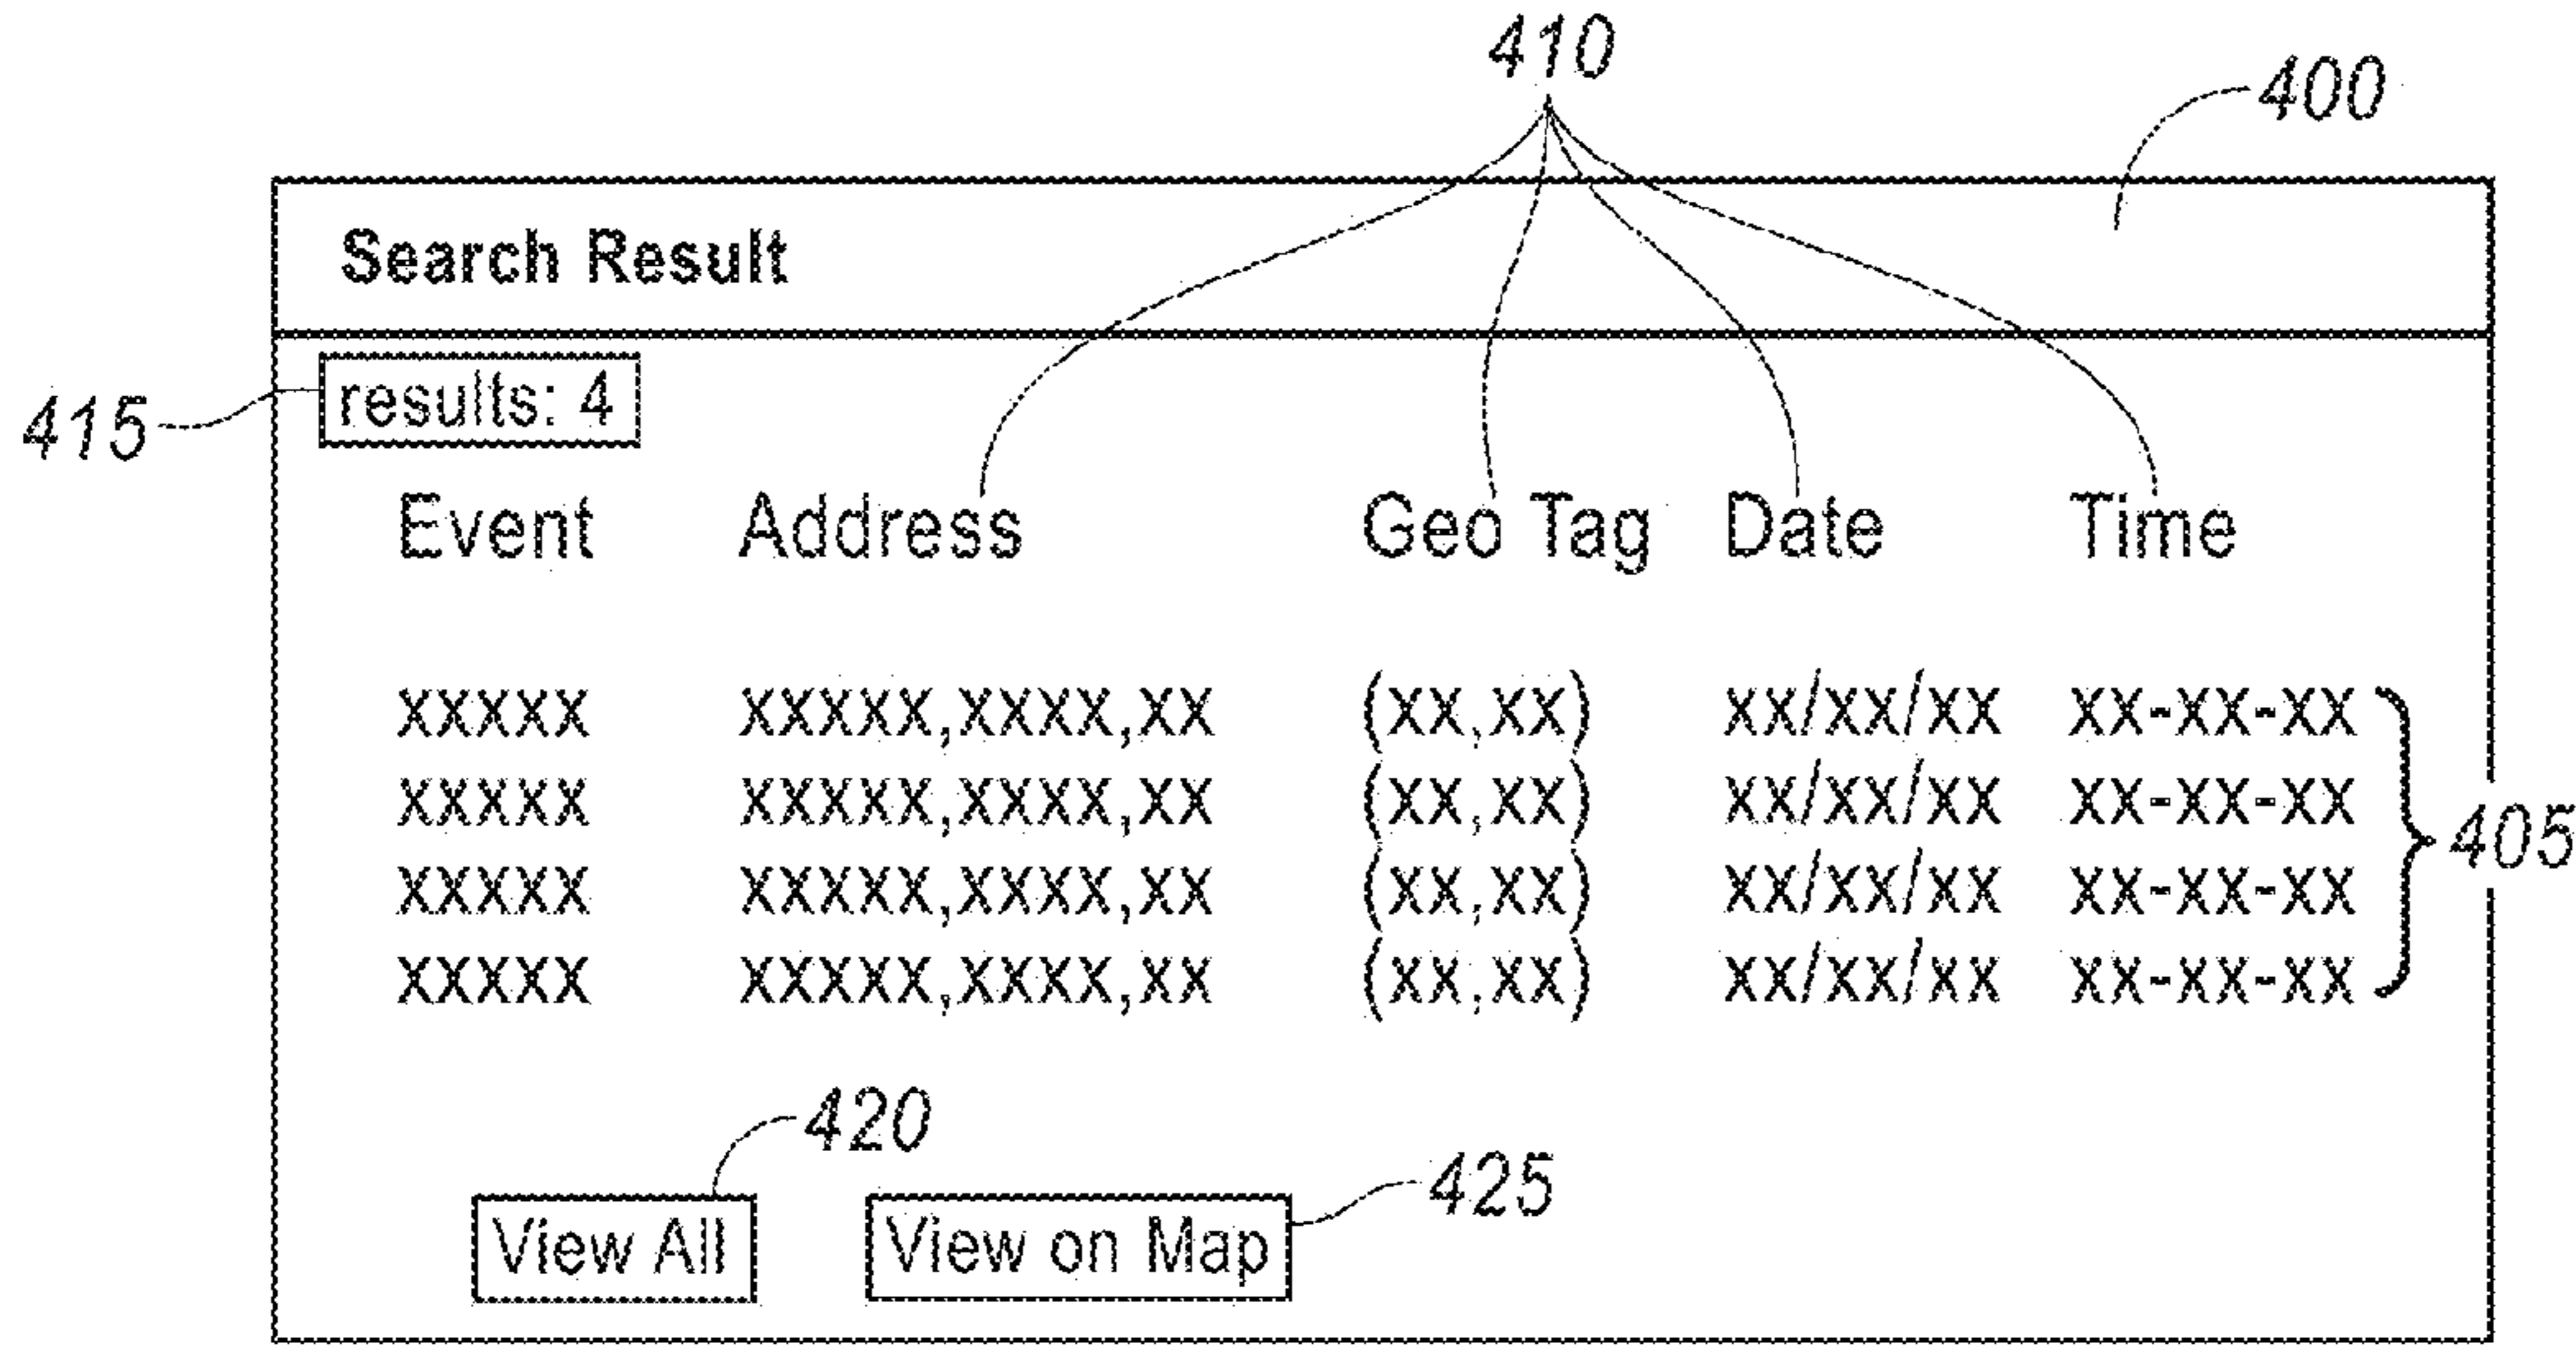 410
400
Search Result
415
results: 4
Event Address Geo Tag Date Time
xxxxx xxxxx,xxxx,xx (xx,xx) xx/xx/xx xx-xx-xx
xxxxx xxxxx,xxxx,xx (xx,xx) xx/xx/xx xx-xx-xx
405
xxxxx xxxxx,xxxx,xx (xx,xx) xx/xx/xx xx-xx-xx
xxxxx xxxxx,xxxx,xx (xx,xx) xx/xx/xx xx-xx-xx
420
425
View All View on Map